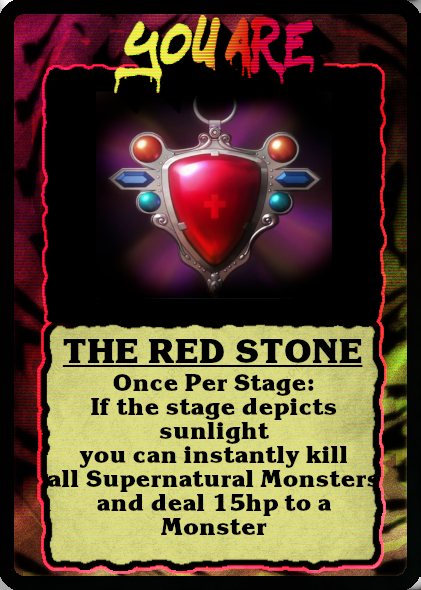 YOU ARE
THE RED STONE
Once Per Stage:
If the stage depicts
sunlight
you can instantly kill
all Supernatural Monsters
and deal 15hp to a
Monster